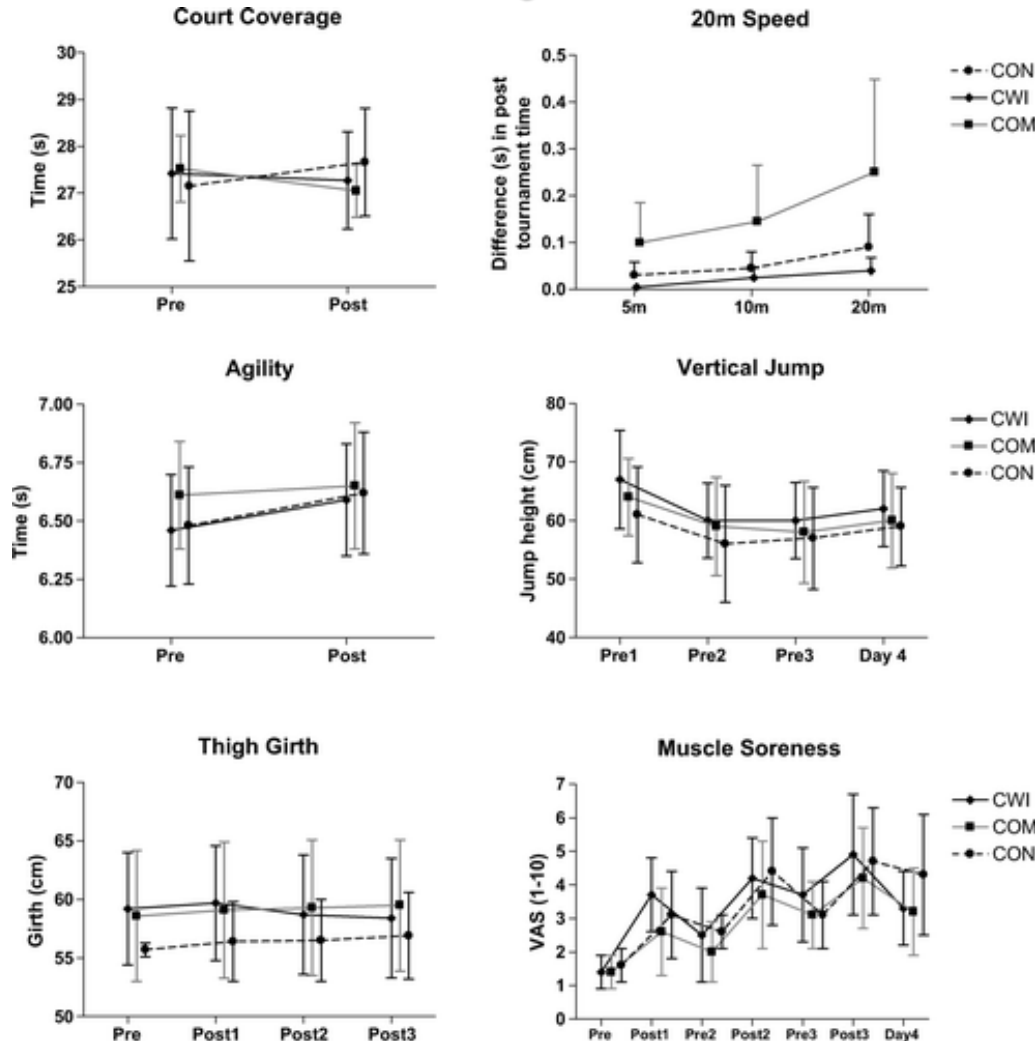 Court Coverage
Time (s)
30
29
28
27
26
25
Pre
Post
20m Speed
Difference (s) in post
tournament time
0.5
0.4
0.3
0.2
0.1
0.0
5m
10m
20m
CON
CWI
COM
Agility
Time (s)
7.00
6.75
6.50
6.25
6.00
Pre
Post
Vertical Jump
Jump height (cm)
80
70
60
50
40
Pre1
Pre2
Pre3
Day 4
CWI
COM
CON
Thigh Girth
Girth (cm)
70
65
60
55
50
Pre
Post1
Post2
Post3
Muscle Soreness
VAS (1-10)
7
6
5
4
3
2
1
0
Pre
Post1
Pre2
Post2
Pre3
Post3
Day4
CWI
COM
CON